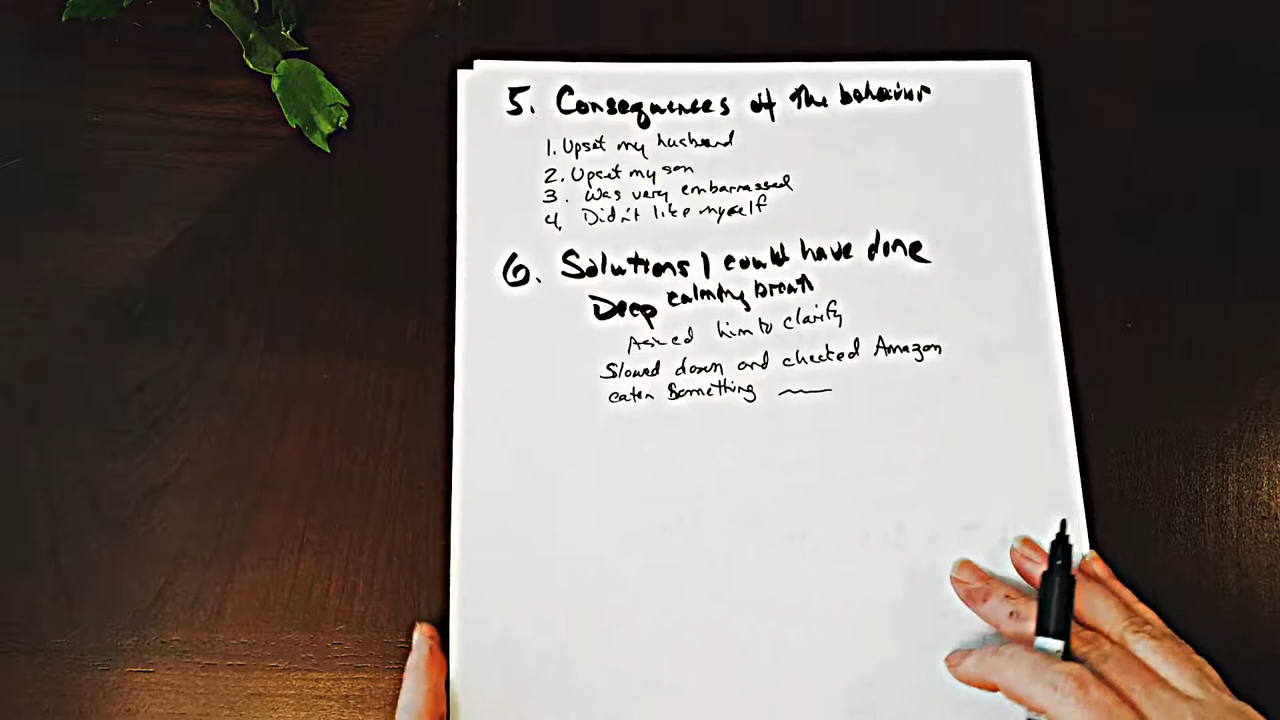 5. Consequences of the behavior
1. Upset my husband
2. Upset my son
3. Was very embarrassed
4. Didn't like myself
6. Solutions I could have done
Deep calming breath
Asked him to clarify
Slowed down and checked Amazon
eaten Something